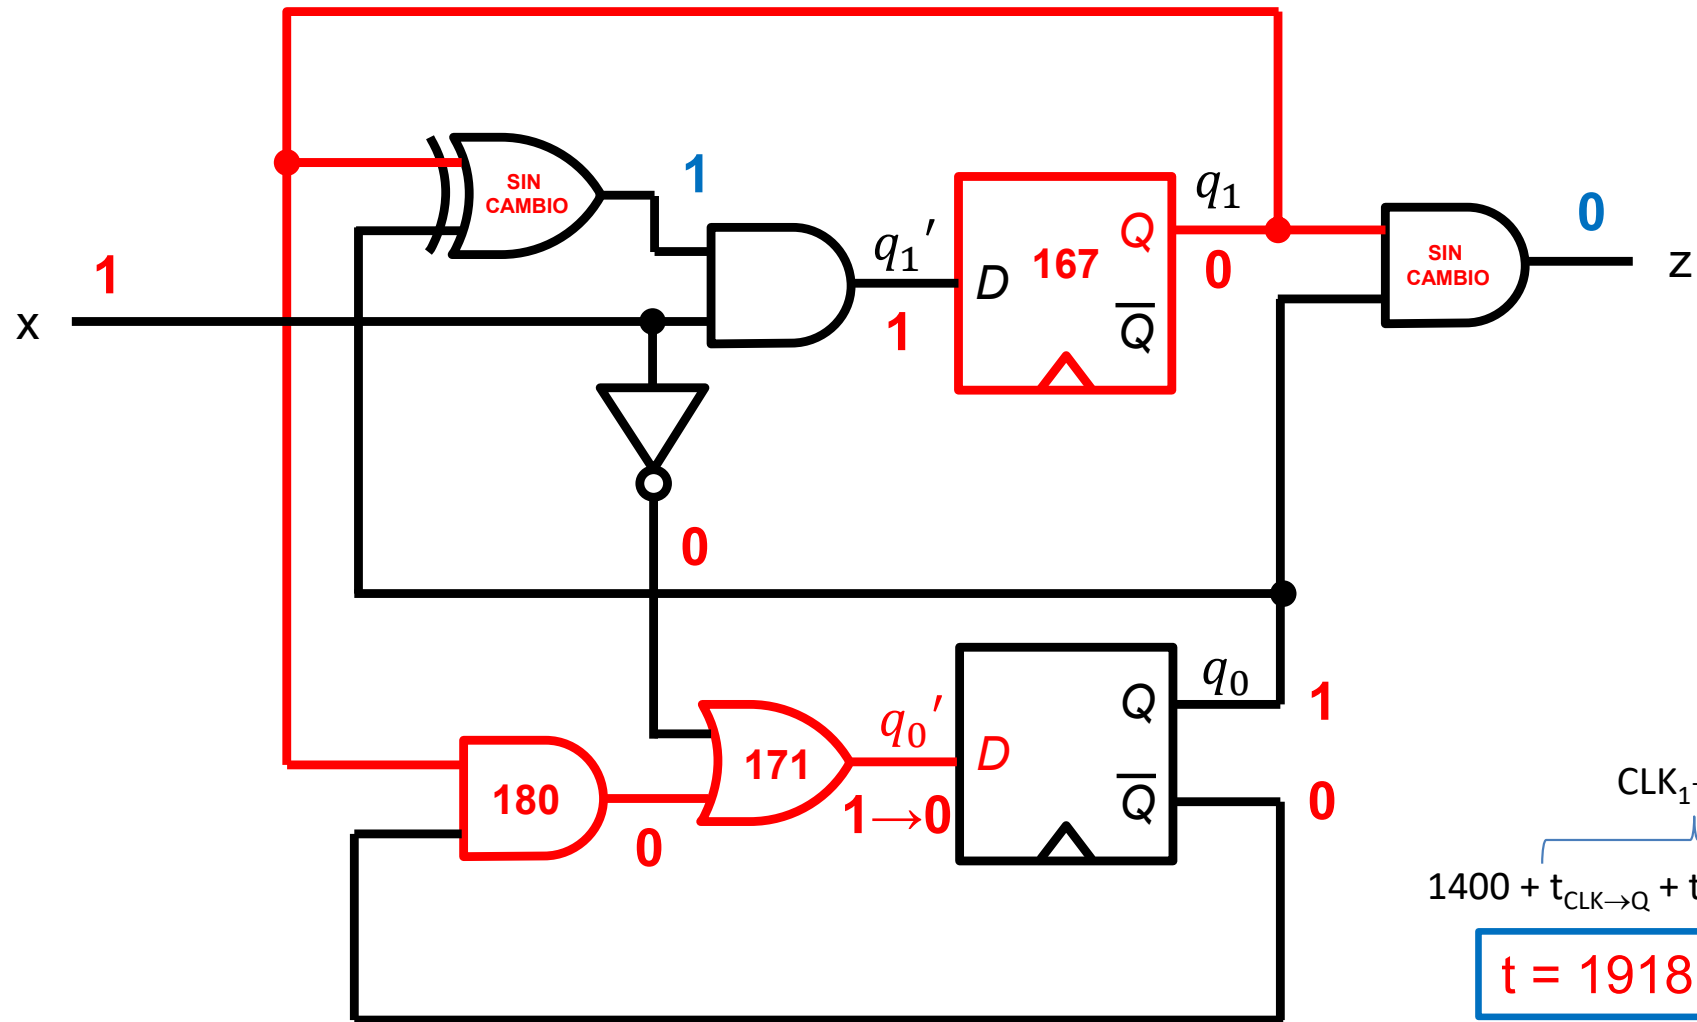 SIN
CAMBIO
1
1
x
q₁′
1
D
167
Q
Q̅
q₁
0
SIN
CAMBIO
0
z
0
180
0
171
q₀′
1→0
D
Q
Q̅
q₀
1
0
CLK₁
1400 + t_CLK→Q + t
t = 1918